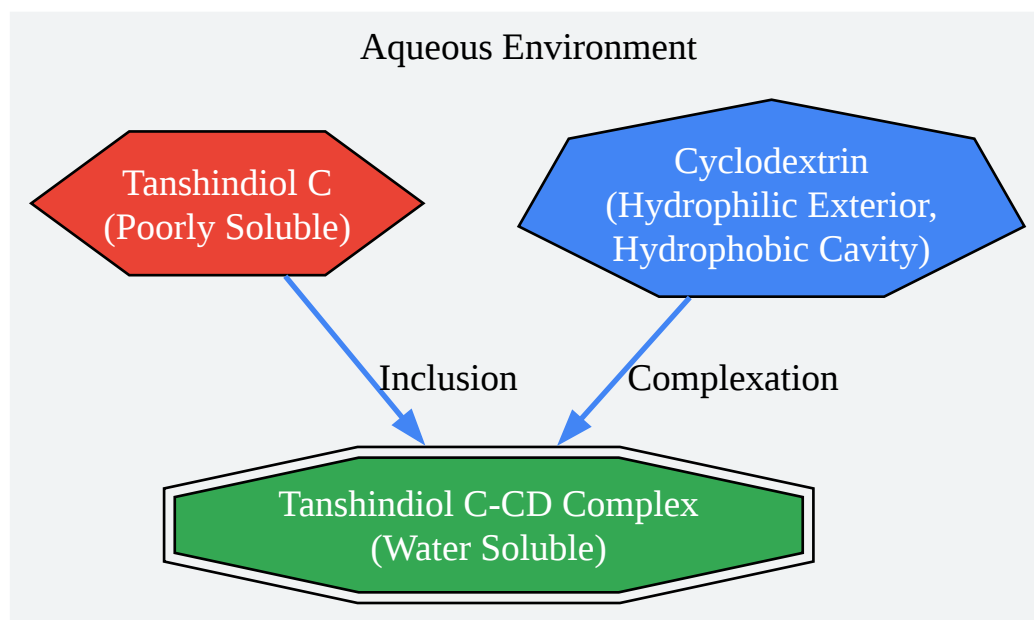 Aqueous Environment
Tanshindiol C
(Poorly Soluble)
Cyclodextrin
(Hydrophilic Exterior,
Hydrophobic Cavity)
Inclusion
Complexation
Tanshindiol C-CD Complex
(Water Soluble)